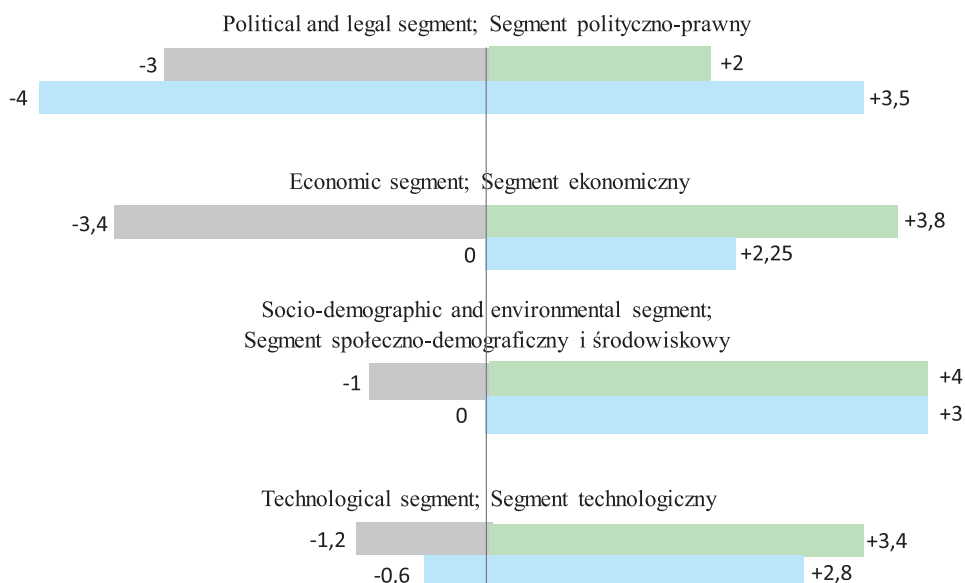 Political and legal segment; Segment polityczno-prawny
-3 +2
-4 +3,5
Economic segment; Segment ekonomiczny
-3,4 +3,8
0 +2,25
Socio-demographic and environmental segment;
Segment społeczno-demograficzny i środowiskowy
-1 +4
0 +3
Technological segment; Segment technologiczny
-1,2 +3,4
-0,6 +2,8